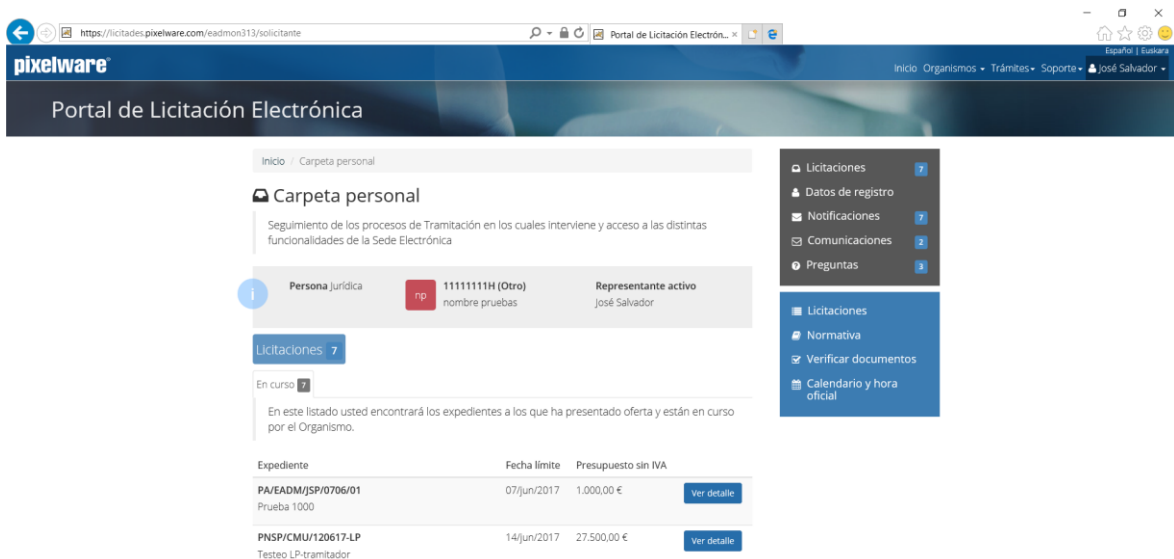 https://licitades.pixelware.com/eadmon313/solicitante
Portal de Licitación Electrón...
Español | Euskara
pixelware
Inicio Organismos Trámites Soporte José Salvador
Portal de Licitación Electrónica
Inicio / Carpeta personal
Carpeta personal
Seguimiento de los procesos de Tramitación en los cuales interviene y acceso a las distintas
funcionalidades de la Sede Electrónica
i
Persona Jurídica
np
11111111H (Otro)
nombre pruebas
Representante activo
José Salvador
Licitaciones 7
En curso 7
En este listado usted encontrará los expedientes a los que ha presentado oferta y están en curso
por el Organismo.
Expediente Fecha límite Presupuesto sin IVA
PA/EADM/JSP/0706/01 07/jun/2017 1.000,00 € Ver detalle
Prueba 1000
PNSP/CMU/120617-LP 14/jun/2017 27.500,00 € Ver detalle
Testeo LP-tramitador
Licitaciones 7
Datos de registro
Notificaciones 7
Comunicaciones 2
Preguntas 3
Licitaciones
Normativa
Verificar documentos
Calendario y hora
oficial